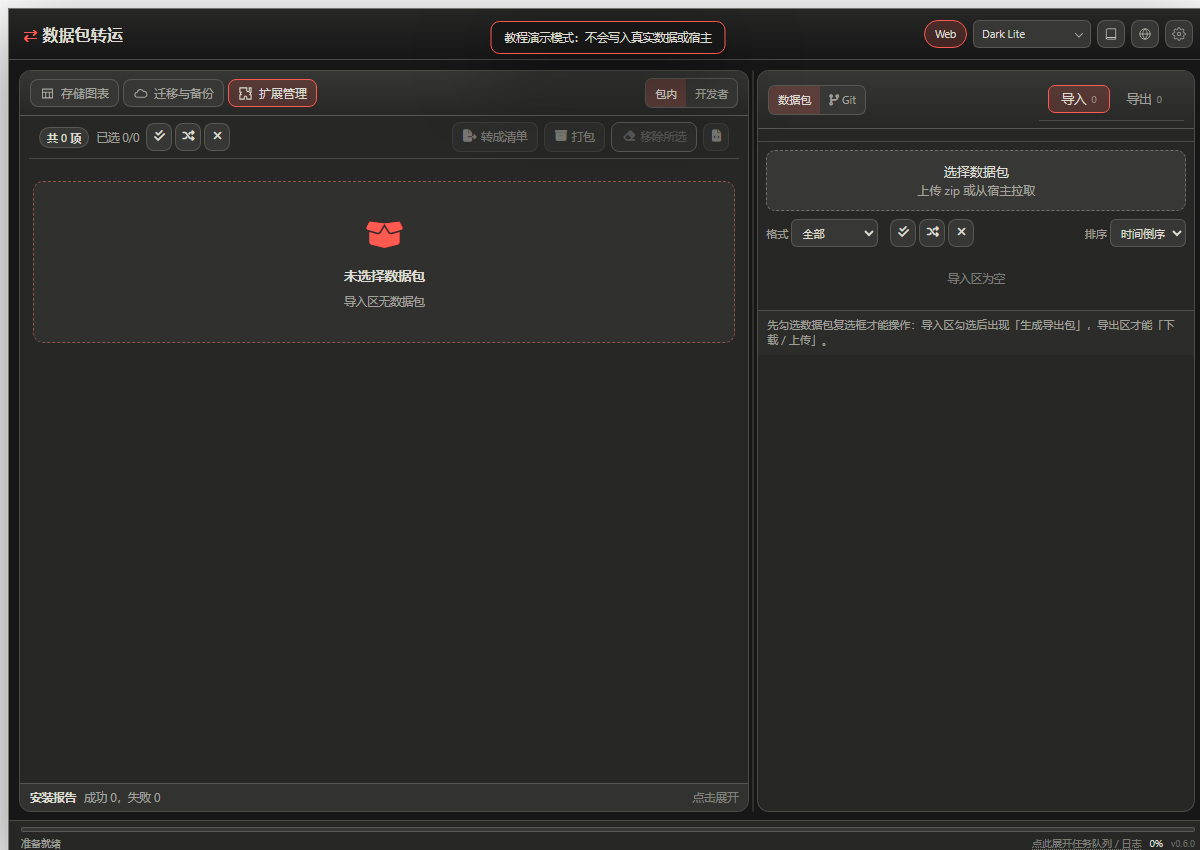 数据包转运
教程演示模式：不会写入真实数据或宿主
Web
Dark Lite
存储图表
迁移与备份
扩展管理
包内
开发者
共 0 项
已选 0/0
转成清单
打包
移除所选
未选择数据包
导入区无数据包
安装报告 成功 0，失败 0
点击展开
数据包
Git
导入 0
导出 0
选择数据包
上传 zip 或从宿主拉取
格式
全部
排序
时间倒序
导入区为空
先勾选数据包复选框才能操作：导入区勾选后出现「生成导出包」，导出区才能「下
载 / 上传」。
准备就绪
点此展开任务队列 / 日志 0% v0.6.0